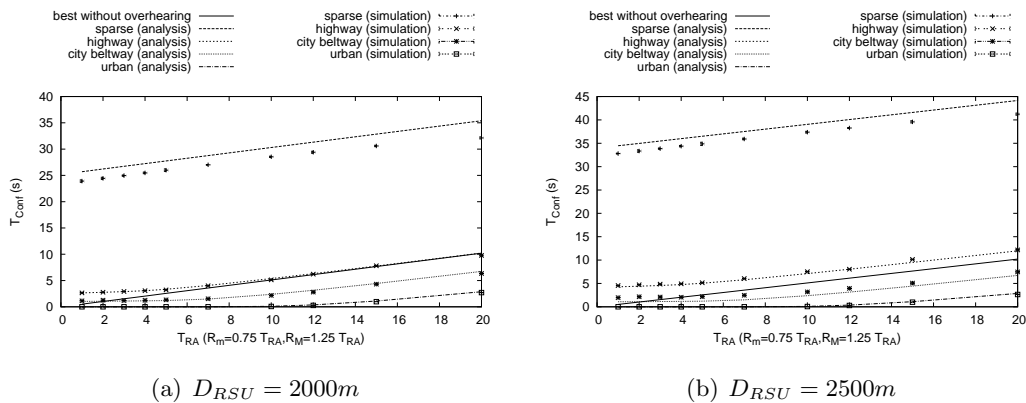 best without overhearing
sparse (analysis)
highway (analysis)
city beltway (analysis)
urban (analysis)
sparse (simulation)
highway (simulation)
city beltway (simulation)
urban (simulation)
40
35
30
25
20
15
10
5
0
T_Conf (s)
0 2 4 6 8 10 12 14 16 18 20
T_RA (R_m=0.75 T_RA,R_M=1.25 T_RA)
(a) D_RSU = 2000m
best without overhearing
sparse (analysis)
highway (analysis)
city beltway (analysis)
urban (analysis)
sparse (simulation)
highway (simulation)
city beltway (simulation)
urban (simulation)
45
40
35
30
25
20
15
10
5
0
T_Conf (s)
0 2 4 6 8 10 12 14 16 18 20
T_RA (R_m=0.75 T_RA,R_M=1.25 T_RA)
(b) D_RSU = 2500m